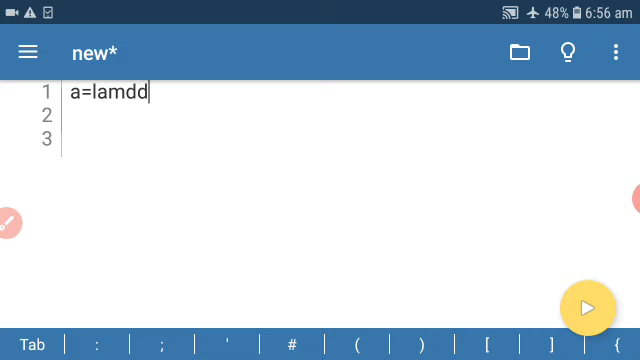 48% 6:56 am
new*
1 a=lamdd
2
3
Tab : ; ' # ( ) [ ] {